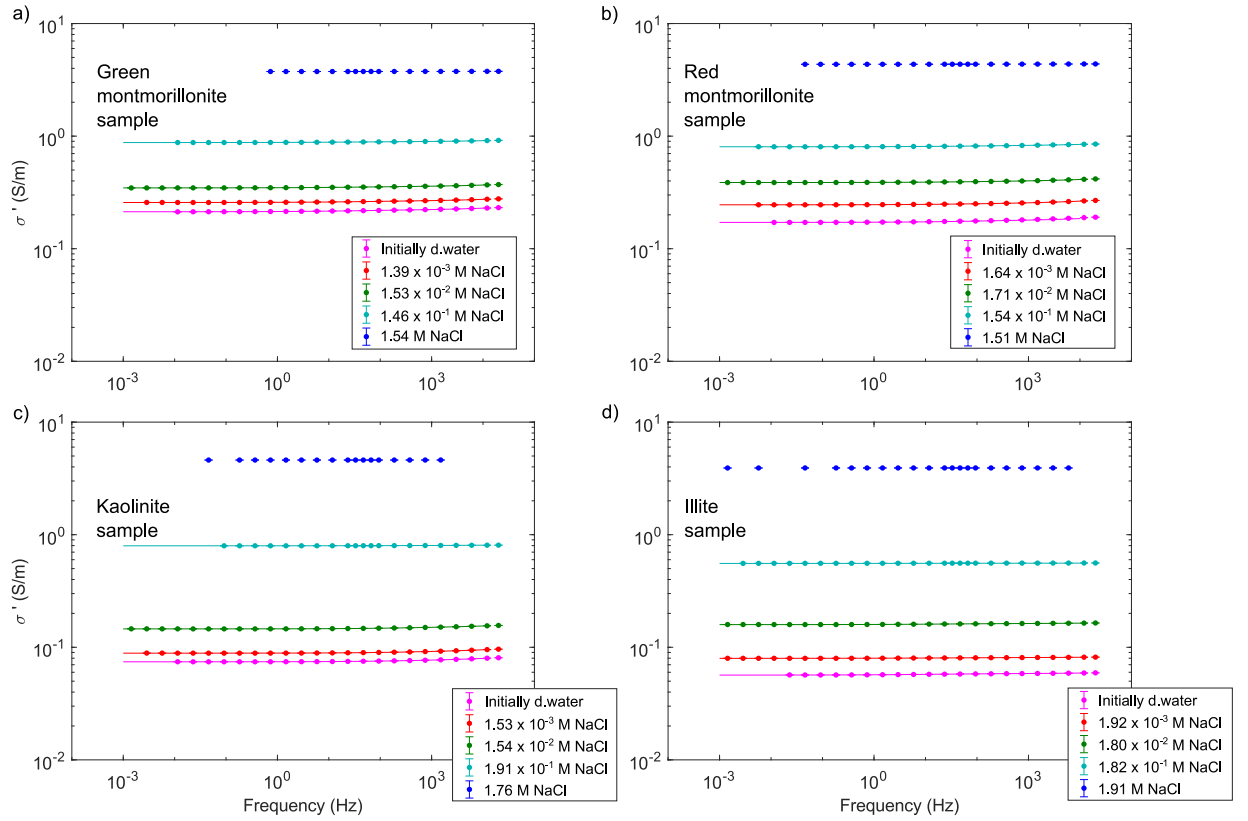 a)
10¹
10⁰
10⁻¹
10⁻²
σ ' (S/m)
Green
montmorillonite
sample
Initially d.water
1.39 x 10⁻³ M NaCl
1.53 x 10⁻² M NaCl
1.46 x 10⁻¹ M NaCl
1.54 M NaCl
10⁻³ 10⁰ 10³
b)
10¹
10⁰
10⁻¹
10⁻²
Red
montmorillonite
sample
Initially d.water
1.64 x 10⁻³ M NaCl
1.71 x 10⁻² M NaCl
1.54 x 10⁻¹ M NaCl
1.51 M NaCl
10⁻³ 10⁰ 10³
c)
10¹
10⁰
10⁻¹
10⁻²
σ ' (S/m)
Kaolinite
sample
Initially d.water
1.53 x 10⁻³ M NaCl
1.54 x 10⁻² M NaCl
1.91 x 10⁻¹ M NaCl
1.76 M NaCl
10⁻³ 10⁰ 10³
Frequency (Hz)
d)
10¹
10⁰
10⁻¹
10⁻²
Illite
sample
Initially d.water
1.92 x 10⁻³ M NaCl
1.80 x 10⁻² M NaCl
1.82 x 10⁻¹ M NaCl
1.91 M NaCl
10⁻³ 10⁰ 10³
Frequency (Hz)